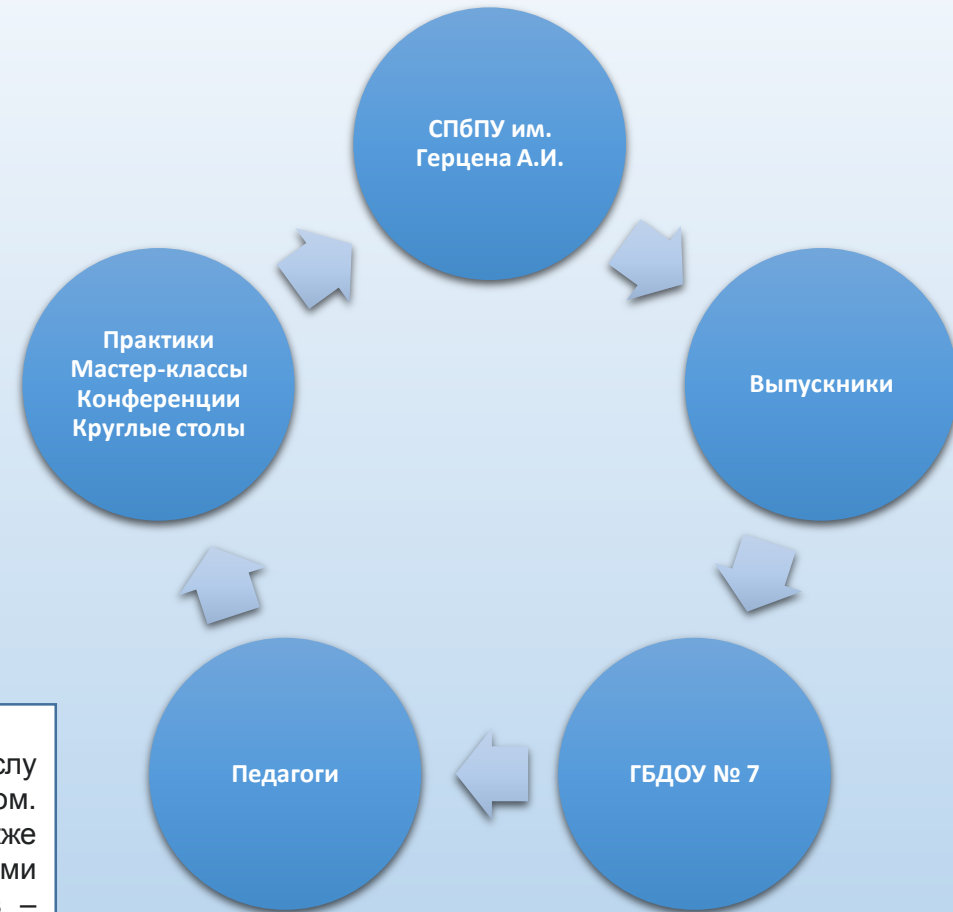 СПбПУ им.
Герцена А.И.
Выпускники
ГБДОУ № 7
Педагоги
Практики
Мастер-классы
Конференции
Круглые столы